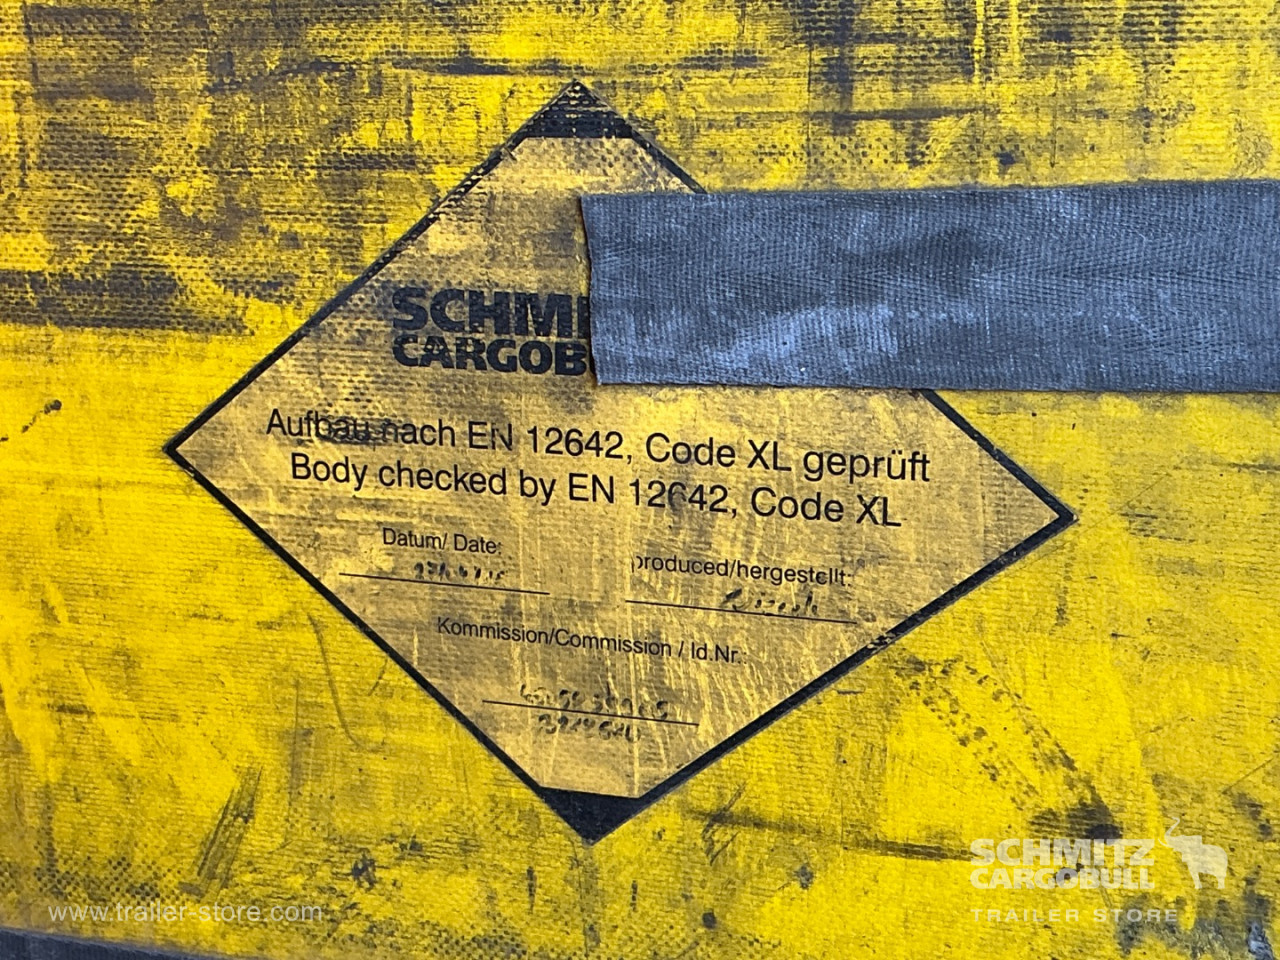 SCHMI
CARGOB
Aufbau nach EN 12642, Code XL geprüft
Body checked by EN 12642, Code XL
Datum/ Date:
produced/hergestellt:
Kommission/Commission / Id.Nr.:
www.trailer-store.com
SCHMITZ
CARGOBULL
TRAILER STORE